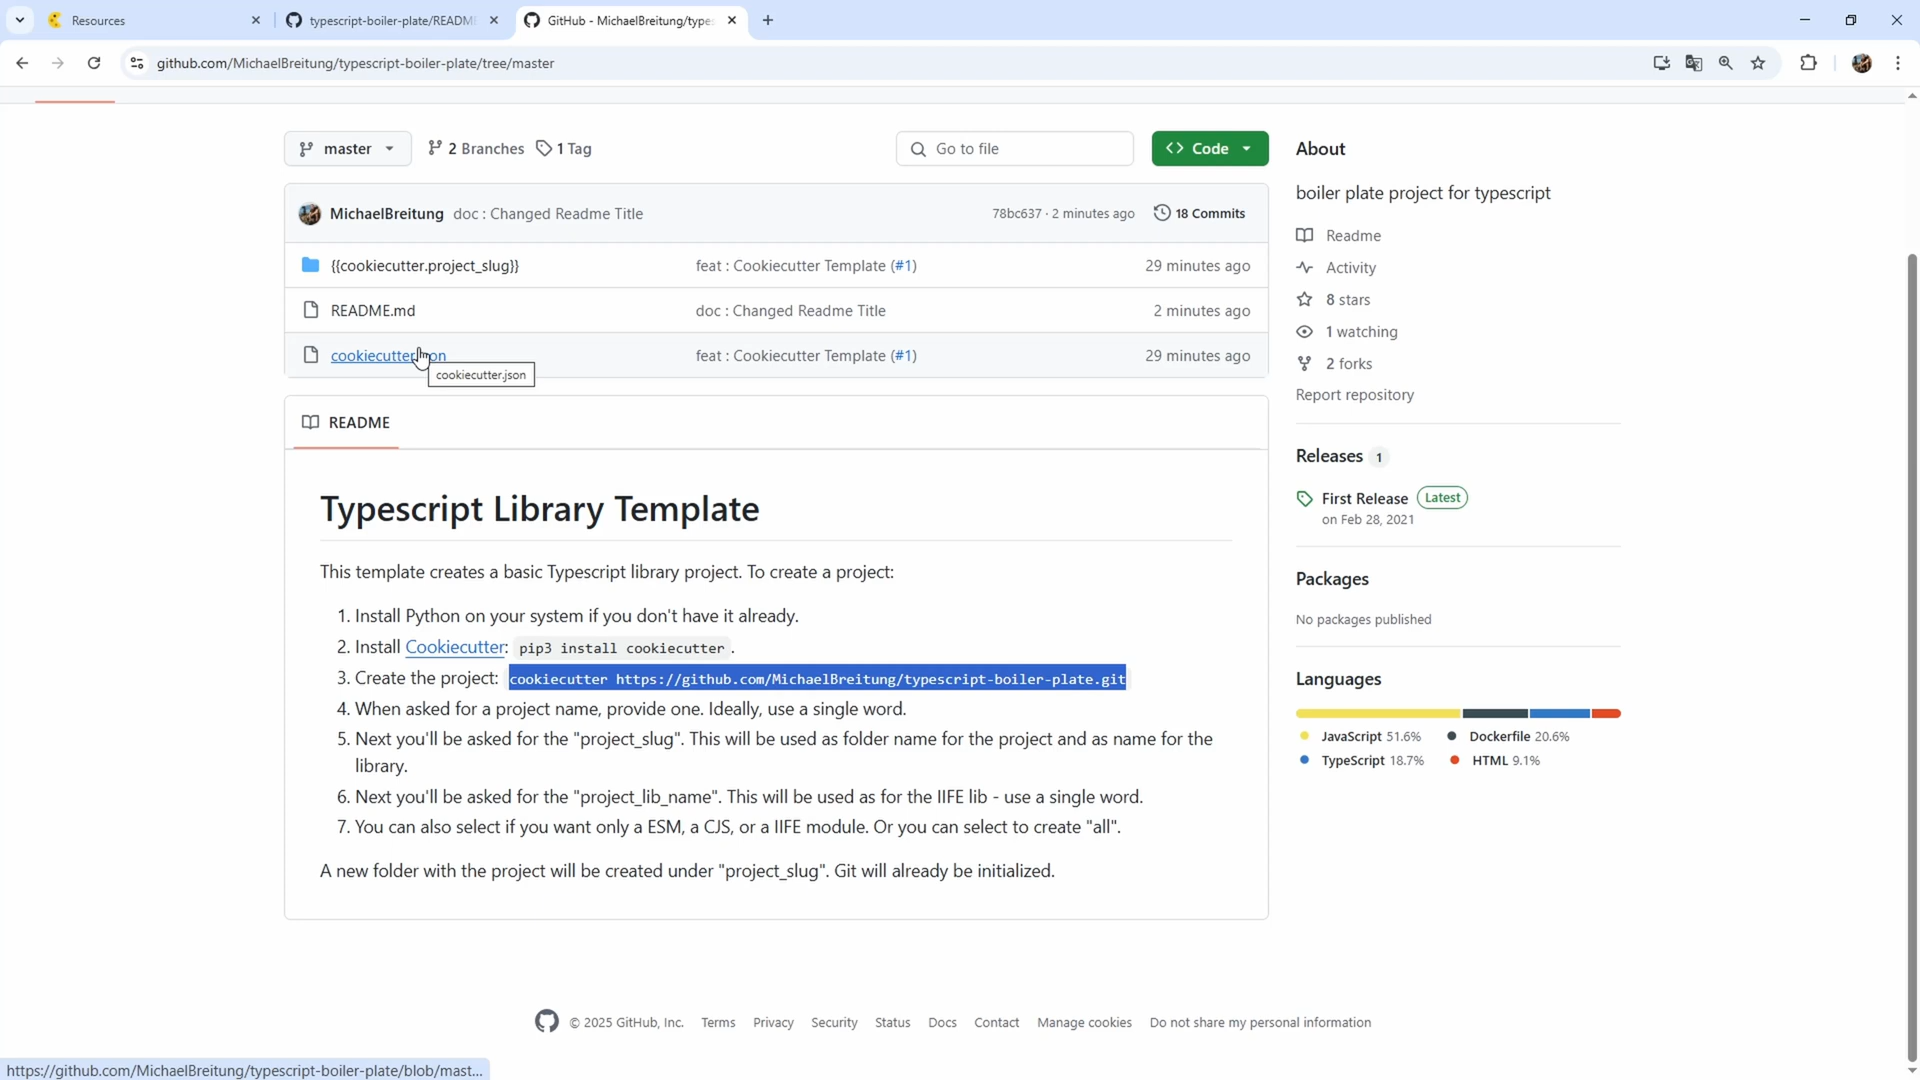 Resources
typescript-boiler-plate/READM
GitHub - MichaelBreitung/types
github.com/MichaelBreitung/typescript-boiler-plate/tree/master
master
2 Branches
1 Tag
Go to file
<> Code
About
boiler plate project for typescript
MichaelBreitung doc : Changed Readme Title 78bc637 · 2 minutes ago 18 Commits
Readme
{{cookiecutter.project_slug}} feat : Cookiecutter Template (#1) 29 minutes ago
Activity
8 stars
README.md doc : Changed Readme Title 2 minutes ago
1 watching
cookiecutter.json feat : Cookiecutter Template (#1) 29 minutes ago
cookiecutter.json
2 forks
Report repository
README
Releases 1
First Release Latest
on Feb 28, 2021
Typescript Library Template
This template creates a basic Typescript library project. To create a project:
1. Install Python on your system if you don't have it already.
2. Install Cookiecutter: pip3 install cookiecutter .
3. Create the project: cookiecutter https://github.com/MichaelBreitung/typescript-boiler-plate.git
4. When asked for a project name, provide one. Ideally, use a single word.
5. Next you'll be asked for the "project_slug". This will be used as folder name for the project and as name for the
library.
6. Next you'll be asked for the "project_lib_name". This will be used as for the IIFE lib - use a single word.
7. You can also select if you want only a ESM, a CJS, or a IIFE module. Or you can select to create "all".
A new folder with the project will be created under "project_slug". Git will already be initialized.
Packages
No packages published
Languages
JavaScript 51.6% Dockerfile 20.6%
TypeScript 18.7% HTML 9.1%
© 2025 GitHub, Inc. Terms Privacy Security Status Docs Contact Manage cookies Do not share my personal information
https://github.com/MichaelBreitung/typescript-boiler-plate/blob/mast...